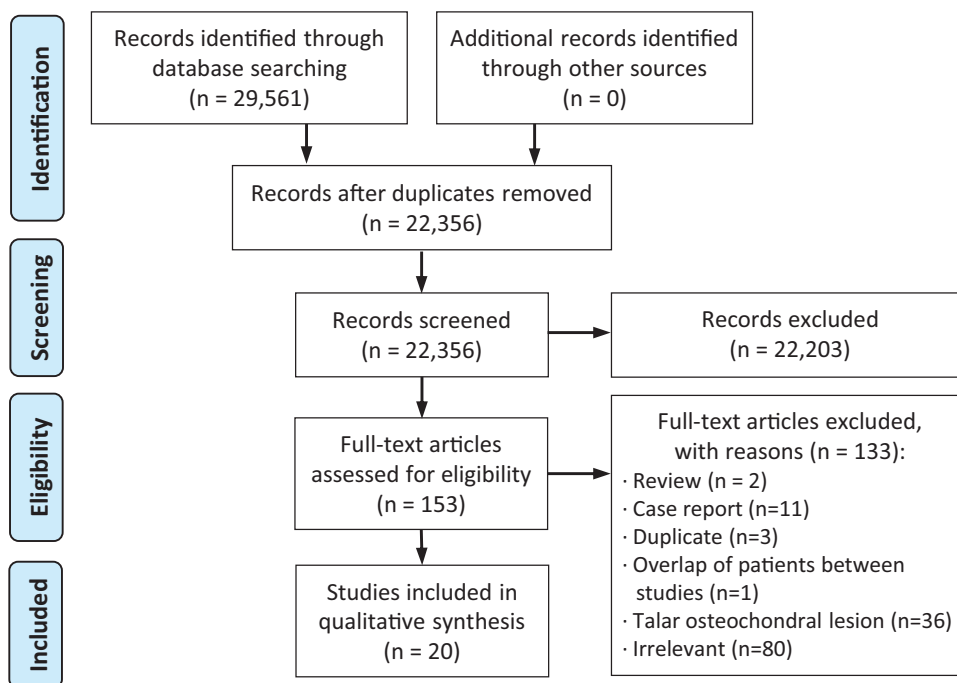 Identification
Records identified through
database searching
(n = 29,561)
Additional records identified
through other sources
(n = 0)
Records after duplicates removed
(n = 22,356)
Screening
Records screened
(n = 22,356)
Records excluded
(n = 22,203)
Eligibility
Full-text articles
assessed for eligibility
(n = 153)
Full-text articles excluded,
with reasons (n = 133):
· Review (n = 2)
· Case report (n=11)
· Duplicate (n=3)
· Overlap of patients between
studies (n=1)
· Talar osteochondral lesion (n=36)
· Irrelevant (n=80)
Included
Studies included in
qualitative synthesis
(n = 20)